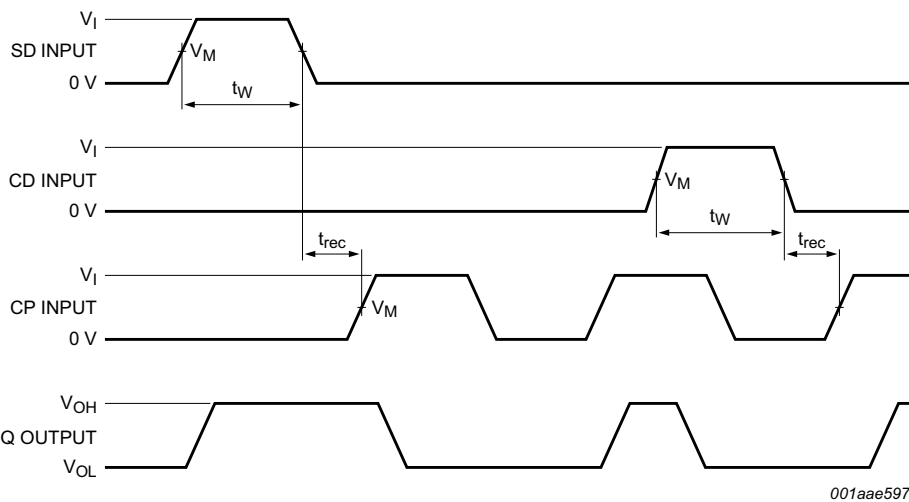 VI
SD INPUT
VM
0 V
tW
VI
CD INPUT
VM
0 V
tW
trec
trec
VI
CP INPUT
VM
0 V
VOH
Q OUTPUT
VOL
001aae597